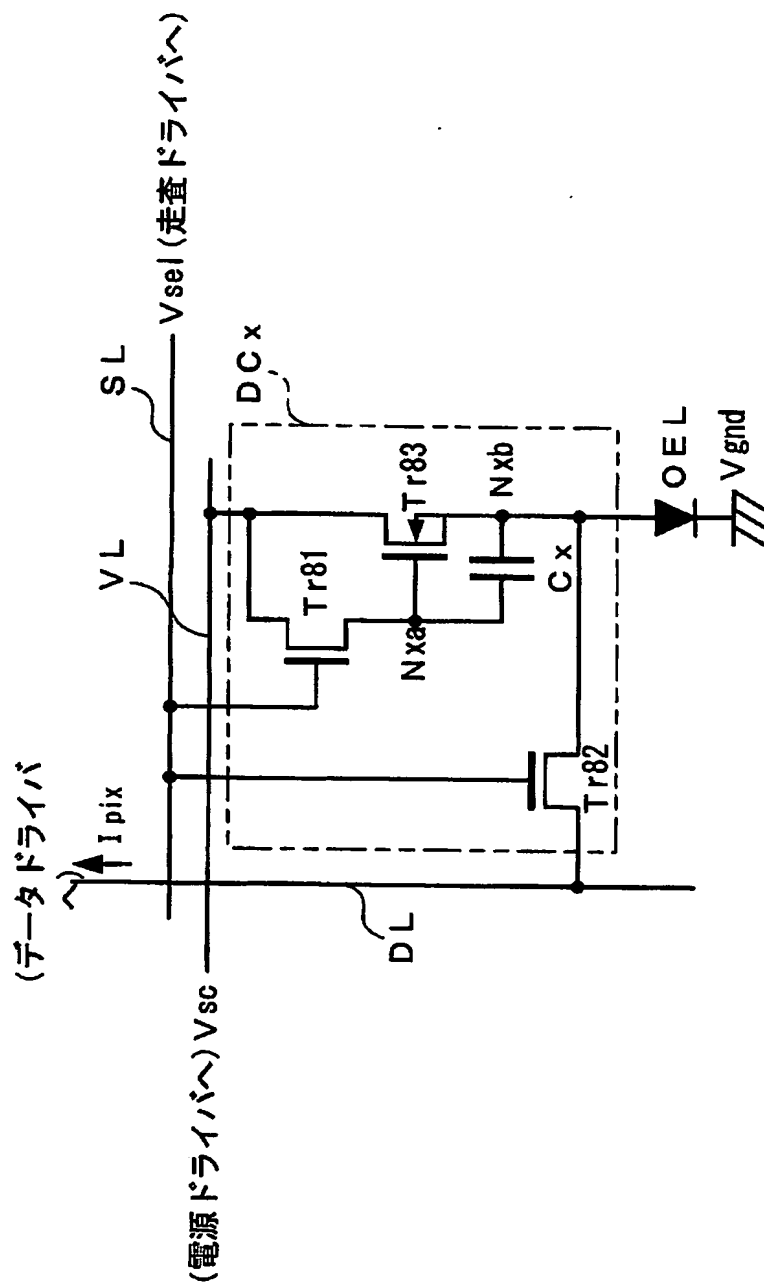 (データドライバへ)
Ipix
SL
Vsel(走査ドライバへ)
VL
(電源ドライバへ)Vsc
DCx
Tr81
Tr83
Nxa
Nxb
Cx
Tr82
DL
OEL
Vgnd